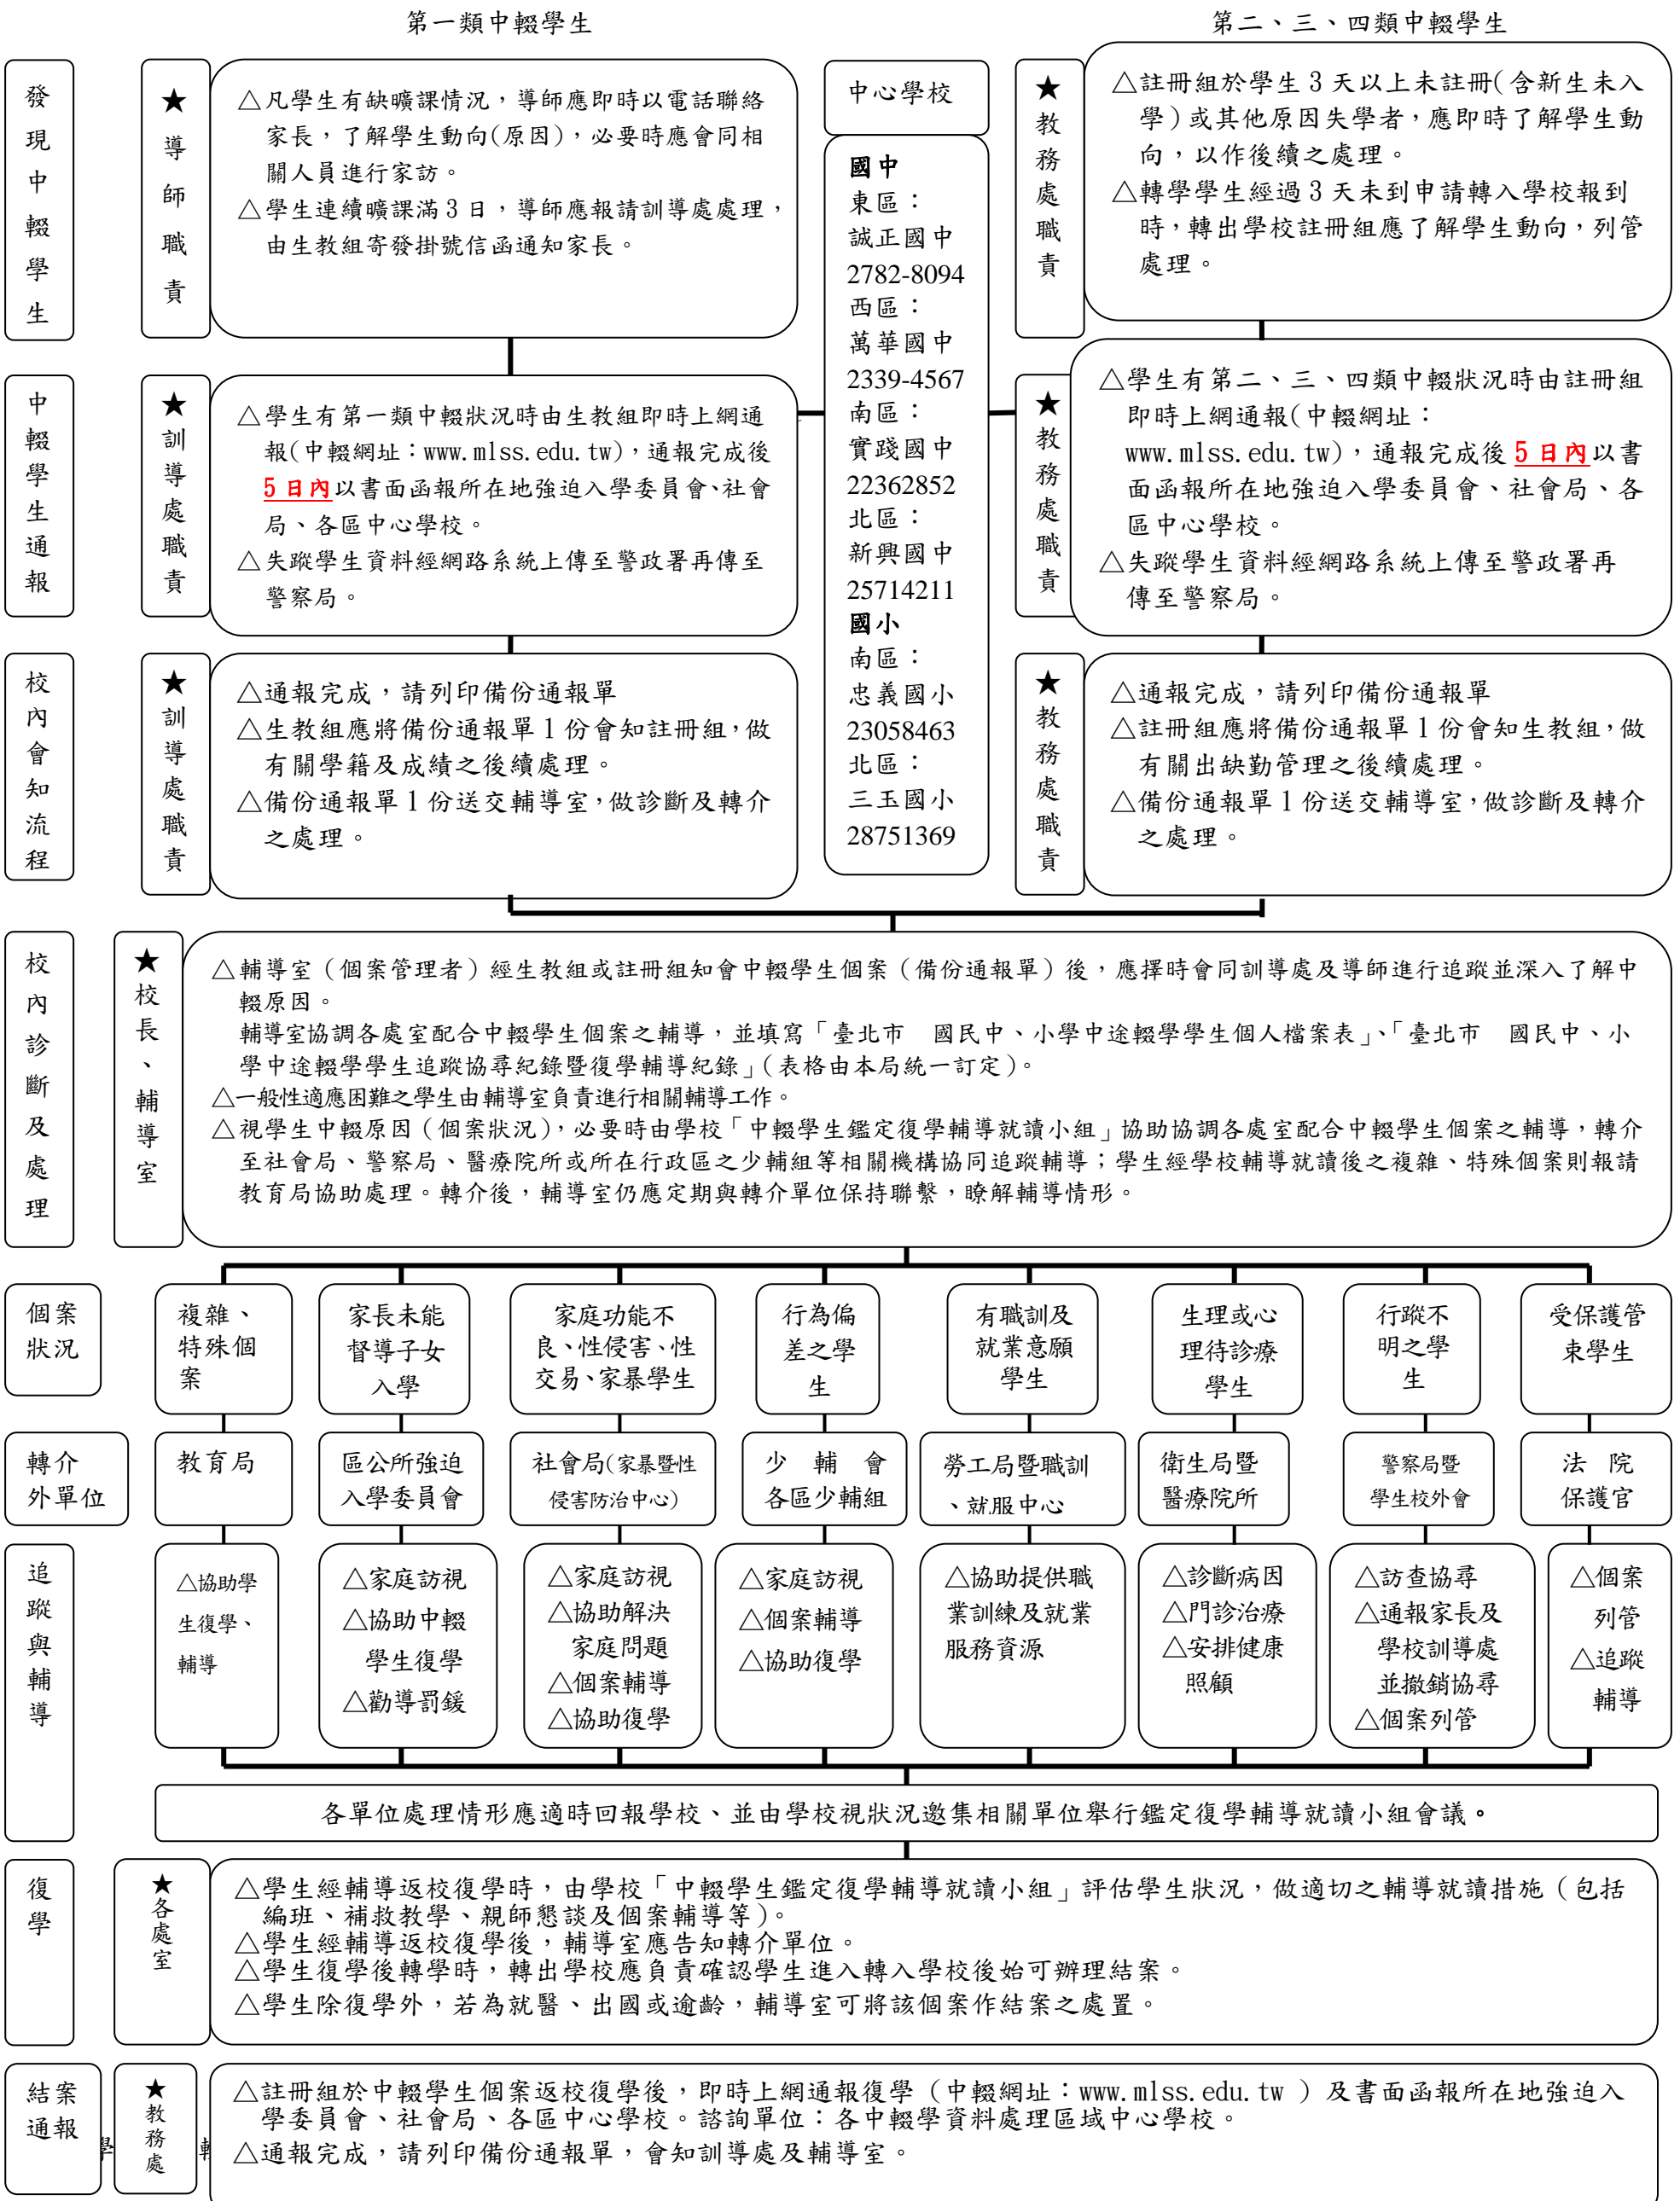 第一類中輟學生
第二、三、四類中輟學生
發現中輟學生
★導師職責
△凡學生有缺曠課情況，導師應即時以電話聯絡
家長，了解學生動向(原因)，必要時應會同相
關人員進行家訪。
△學生連續曠課滿3日，導師應報請訓導處處理，
由生教組寄發掛號信函通知家長。
中心學校
國中
東區：
誠正國中
2782-8094
西區：
萬華國中
2339-4567
南區：
實踐國中
22362852
北區：
新興國中
25714211
國小
南區：
忠義國小
23058463
北區：
三玉國小
28751369
★教務處職責
△註冊組於學生3天以上未註冊(含新生未入
學)或其他原因失學者，應即時了解學生動
向，以作後續之處理。
△轉學學生經過3天未到申請轉入學校報到
時，轉出學校註冊組應了解學生動向，列管
處理。
中輟學生通報
★訓導處職責
△學生有第一類中輟狀況時由生教組即時上網通
報(中輟網址：www.mlss.edu.tw)，通報完成後
5日內以書面函報所在地強迫入學委員會、社會
局、各區中心學校。
△失蹤學生資料經網路系統上傳至警政署再傳至
警察局。
★教務處職責
△學生有第二、三、四類中輟狀況時由註冊組
即時上網通報(中輟網址：
www.mlss.edu.tw)，通報完成後5日內以書
面函報所在地強迫入學委員會、社會局、各
區中心學校。
△失蹤學生資料經網路系統上傳至警政署再
傳至警察局。
校內會知流程
★訓導處職責
△通報完成，請列印備份通報單
△生教組應將備份通報單1份會知註冊組，做
有關學籍及成績之後續處理。
△備份通報單1份送交輔導室，做診斷及轉介
之處理。
★教務處職責
△通報完成，請列印備份通報單
△註冊組應將備份通報單1份會知生教組，做
有關出缺勤管理之後續處理。
△備份通報單1份送交輔導室，做診斷及轉介
之處理。
校內診斷及處理
★校長、輔導室
△輔導室（個案管理者）經生教組或註冊組知會中輟學生個案（備份通報單）後，應擇時會同訓導處及導師進行追蹤並深入了解中
輟原因。
輔導室協調各處室配合中輟學生個案之輔導，並填寫「臺北市　國民中、小學中途輟學學生個人檔案表」、「臺北市　國民中、小
學中途輟學學生追蹤協尋紀錄暨復學輔導紀錄」（表格由本局統一訂定）。
△一般性適應困難之學生由輔導室負責進行相關輔導工作。
△視學生中輟原因（個案狀況），必要時由學校「中輟學生鑑定復學輔導就讀小組」協助協調各處室配合中輟學生個案之輔導，轉介
至社會局、警察局、醫療院所或所在行政區之少輔組等相關機構協同追蹤輔導；學生經學校輔導就讀後之複雜、特殊個案則報請
教育局協助處理。轉介後，輔導室仍應定期與轉介單位保持聯繫，瞭解輔導情形。
個案
狀況
複雜、
特殊個
案
家長未能
督導子女
入學
家庭功能不
良、性侵害、性
交易、家暴學生
行為偏
差之學
生
有職訓及
就業意願
學生
生理或心
理待診療
學生
行蹤不
明之學
生
受保護管
束學生
轉介
外單位
教育局
區公所強迫
入學委員會
社會局(家暴暨性
侵害防治中心)
少　輔　會
各區少輔組
勞工局暨職訓
、就服中心
衛生局暨
醫療院所
警察局暨
學生校外會
法　院
保護官
追蹤與輔導
△協助學
生復學、
輔導
△家庭訪視
△協助中輟
學生復學
△勸導罰鍰
△家庭訪視
△協助解決
家庭問題
△個案輔導
△協助復學
△家庭訪視
△個案輔導
△協助復學
△協助提供職
業訓練及就業
服務資源
△診斷病因
△門診治療
△安排健康
照顧
△訪查協尋
△通報家長及
學校訓導處
並撤銷協尋
△個案列管
△個案
列管
△追蹤
輔導
各單位處理情形應適時回報學校、並由學校視狀況邀集相關單位舉行鑑定復學輔導就讀小組會議。
復學
★各處室
△學生經輔導返校復學時，由學校「中輟學生鑑定復學輔導就讀小組」評估學生狀況，做適切之輔導就讀措施（包括
編班、補救教學、親師懇談及個案輔導等）。
△學生經輔導返校復學後，輔導室應告知轉介單位。
△學生復學後轉學時，轉出學校應負責確認學生進入轉入學校後始可辦理結案。
△學生除復學外，若為就醫、出國或逾齡，輔導室可將該個案作結案之處置。
結案
通報
★教務處
△註冊組於中輟學生個案返校復學後，即時上網通報復學（中輟網址：www.mlss.edu.tw ）及書面函報所在地強迫入
學委員會、社會局、各區中心學校。諮詢單位：各中輟學資料處理區域中心學校。
△通報完成，請列印備份通報單，會知訓導處及輔導室。